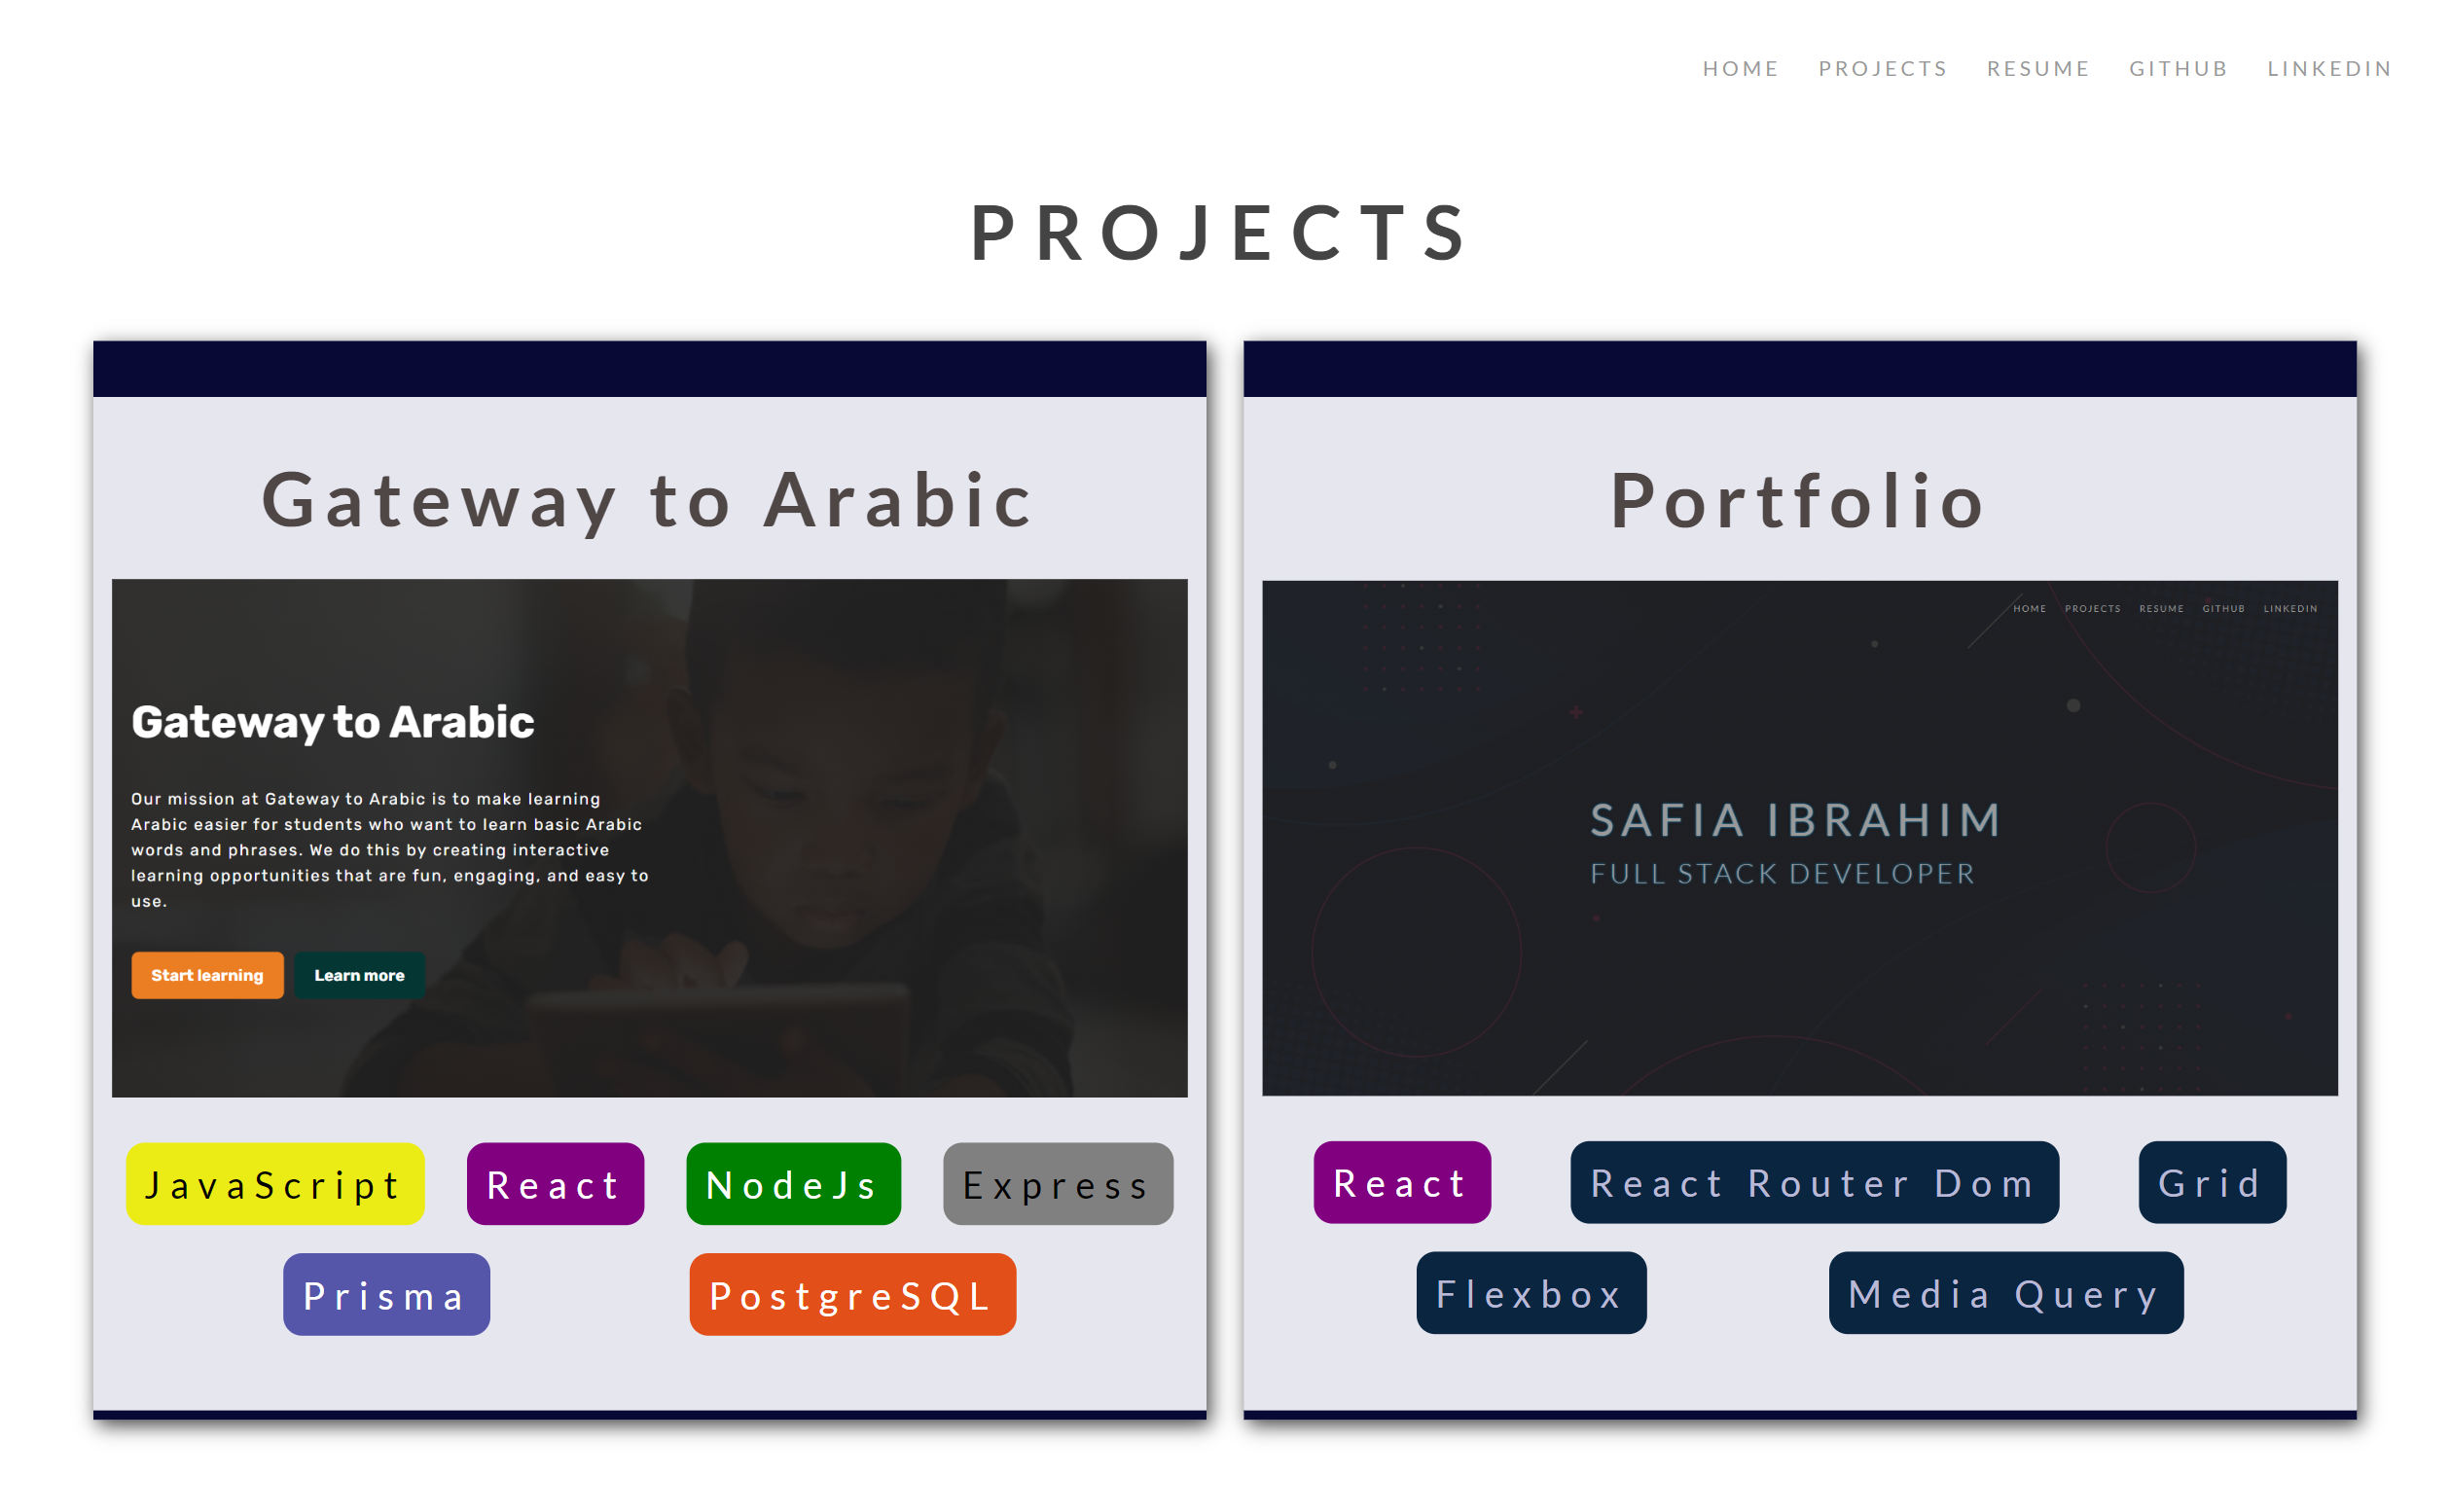 HOME PROJECTS RESUME GITHUB LINKEDIN
PROJECTS
Gateway to Arabic
Gateway to Arabic
Our mission at Gateway to Arabic is to make learning
Arabic easier for students who want to learn basic Arabic
words and phrases. We do this by creating interactive
learning opportunities that are fun, engaging, and easy to
use.
Start learning Learn more
JavaScript React NodeJs Express
Prisma PostgreSQL
Portfolio
HOME PROJECTS RESUME GITHUB LINKEDIN
SAFIA IBRAHIM
FULL STACK DEVELOPER
React React Router Dom Grid
Flexbox Media Query